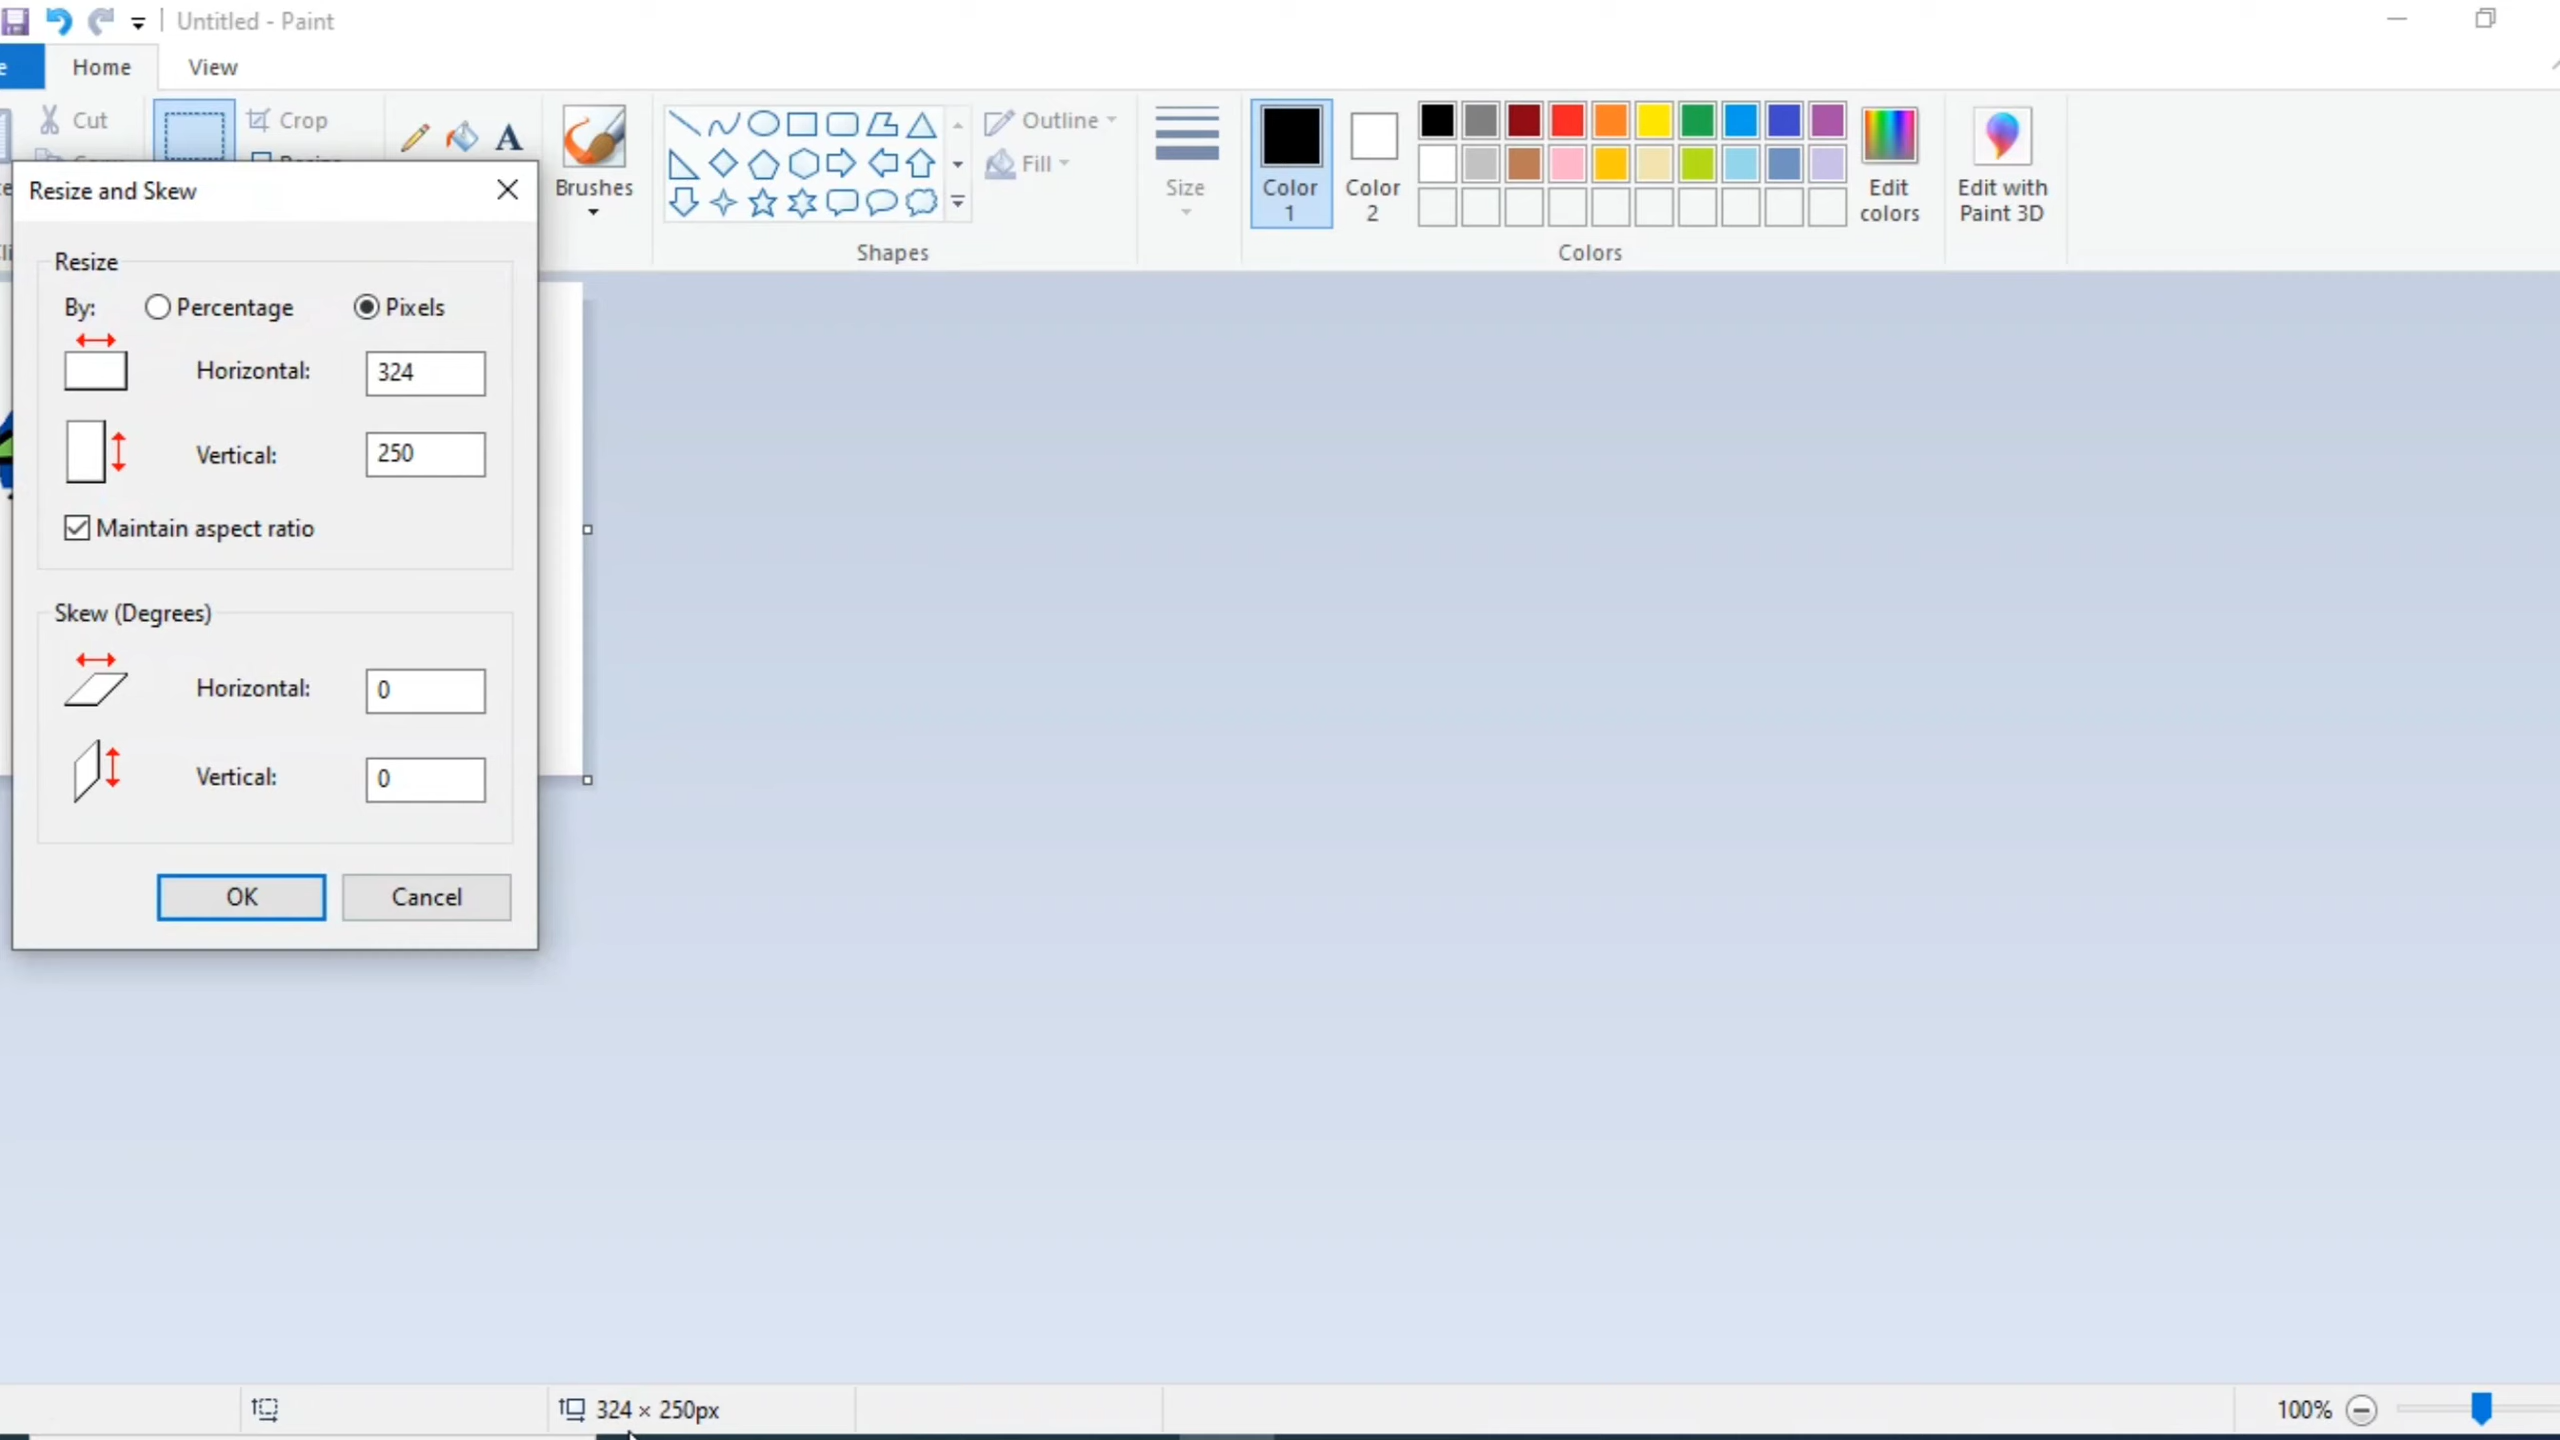 Untitled - Paint
Home
View
Cut
Crop
Brushes
Outline
Fill
Shapes
Size
Color
1
Color
2
Edit
colors
Colors
Edit with
Paint 3D
Resize and Skew
Resize
By:
Percentage
Pixels
Horizontal:
324
Vertical:
250
Maintain aspect ratio
Skew (Degrees)
Horizontal:
0
Vertical:
0
OK
Cancel
324 × 250px
100%